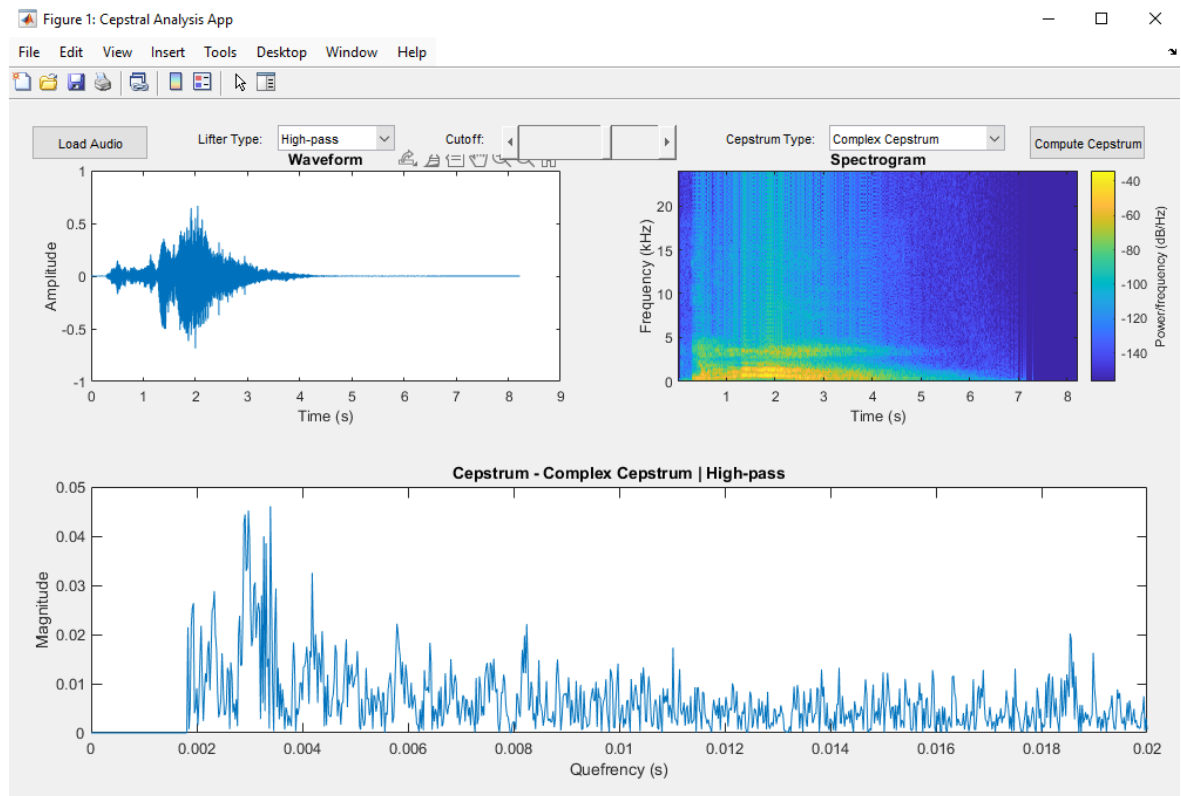 Figure 1: Cepstral Analysis App
File Edit View Insert Tools Desktop Window Help
Load Audio
Lifter Type:
High-pass
Cutoff:
Cepstrum Type:
Complex Cepstrum
Compute Cepstrum
Waveform
1
0.5
0
-0.5
-1
Amplitude
0 1 2 3 4 5 6 7 8 9
Time (s)
Spectrogram
20
15
10
5
0
Frequency (kHz)
1 2 3 4 5 6 7 8
Time (s)
-40
-60
-80
-100
-120
-140
Power/frequency (dB/Hz)
Cepstrum - Complex Cepstrum | High-pass
0.05
0.04
0.03
0.02
0.01
0
Magnitude
0 0.002 0.004 0.006 0.008 0.01 0.012 0.014 0.016 0.018 0.02
Quefrency (s)